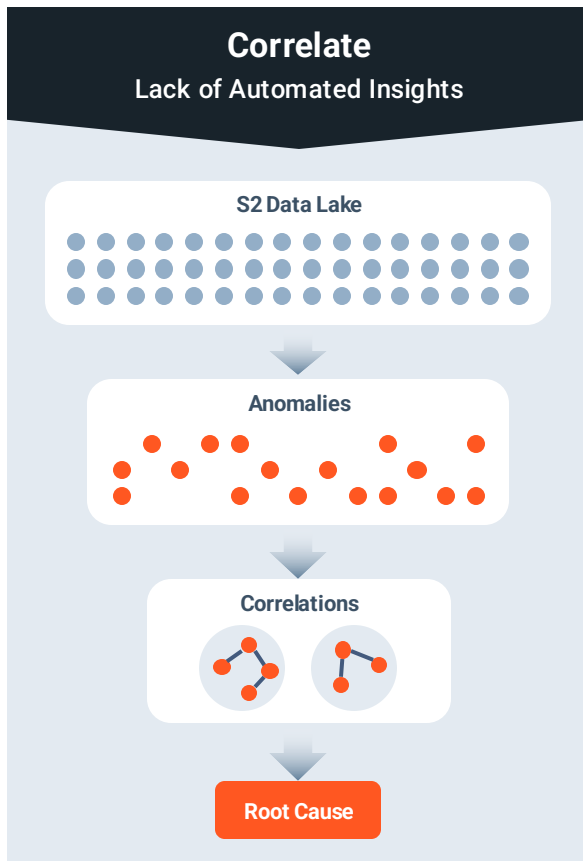 Correlate
Lack of Automated Insights
S2 Data Lake
Anomalies
Correlations
Root Cause